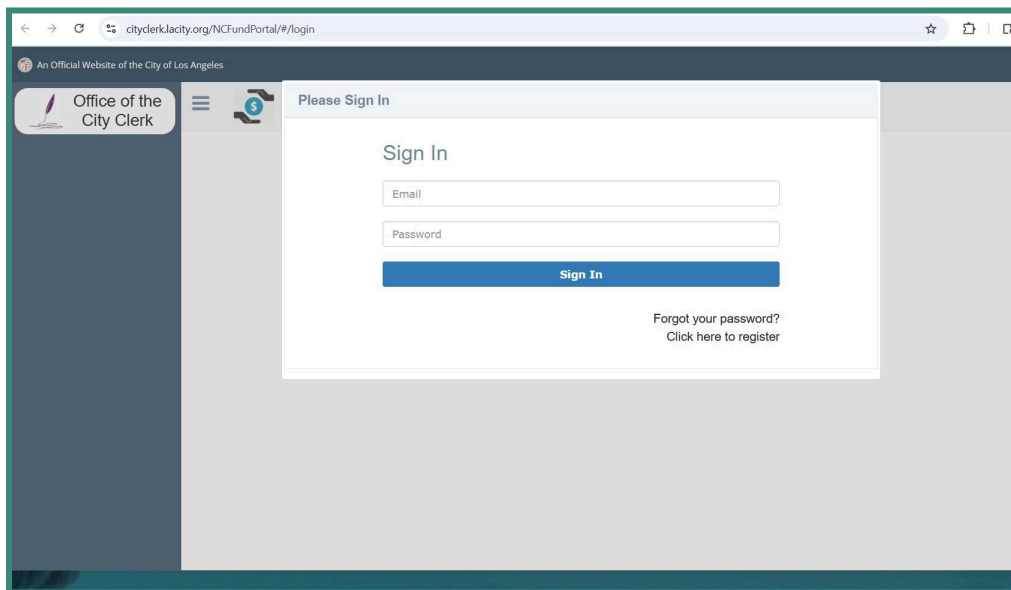 cityclerk.lacity.org/NCFundPortal/#/login
An Official Website of the City of Los Angeles
Office of the
City Clerk
$
Please Sign In
Sign In
Email
Password
Sign In
Forgot your password?
Click here to register